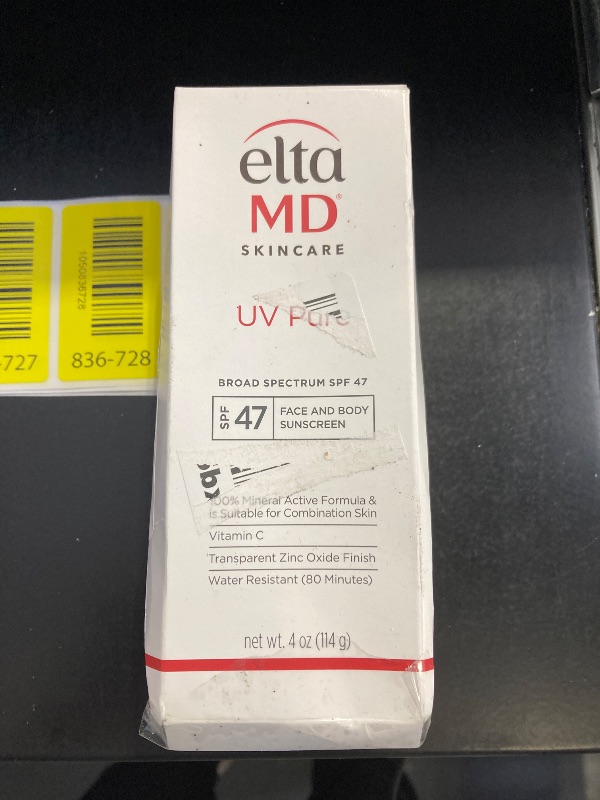 elta
MD®
SKINCARE
UV Pure
BROAD SPECTRUM SPF 47
SPF 47 FACE AND BODY
SUNSCREEN
100% Mineral Active Formula &
is Suitable for Combination Skin
Vitamin C
Transparent Zinc Oxide Finish
Water Resistant (80 Minutes)
net wt. 4 oz (114 g)
-727
1050836728
836-728